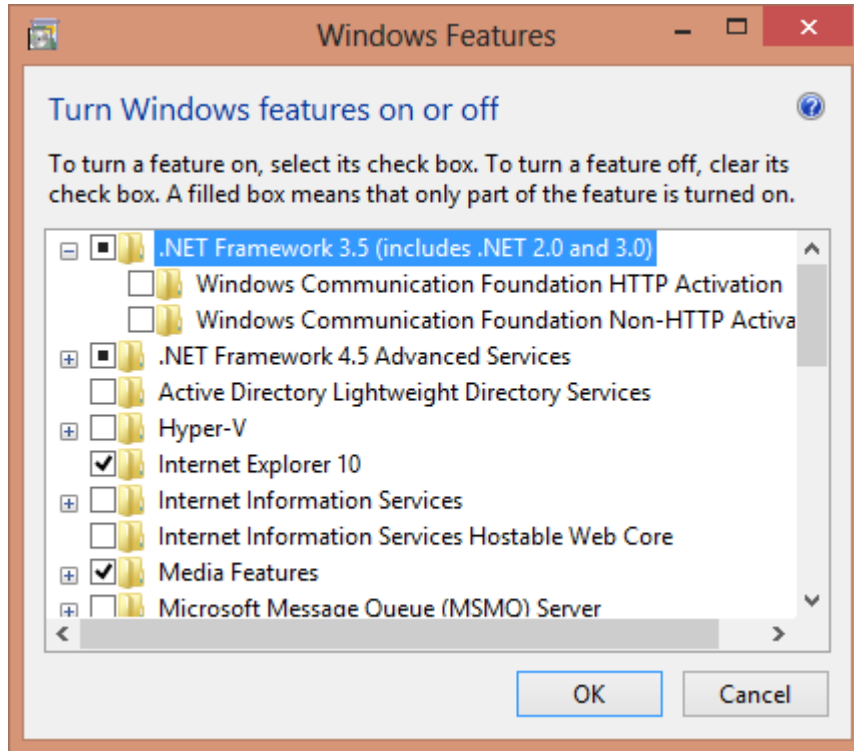 Windows Features
Turn Windows features on or off
To turn a feature on, select its check box. To turn a feature off, clear its
check box. A filled box means that only part of the feature is turned on.
.NET Framework 3.5 (includes .NET 2.0 and 3.0)
Windows Communication Foundation HTTP Activation
Windows Communication Foundation Non-HTTP Activa
.NET Framework 4.5 Advanced Services
Active Directory Lightweight Directory Services
Hyper-V
Internet Explorer 10
Internet Information Services
Internet Information Services Hostable Web Core
Media Features
Microsoft Message Queue (MSMQ) Server
OK Cancel